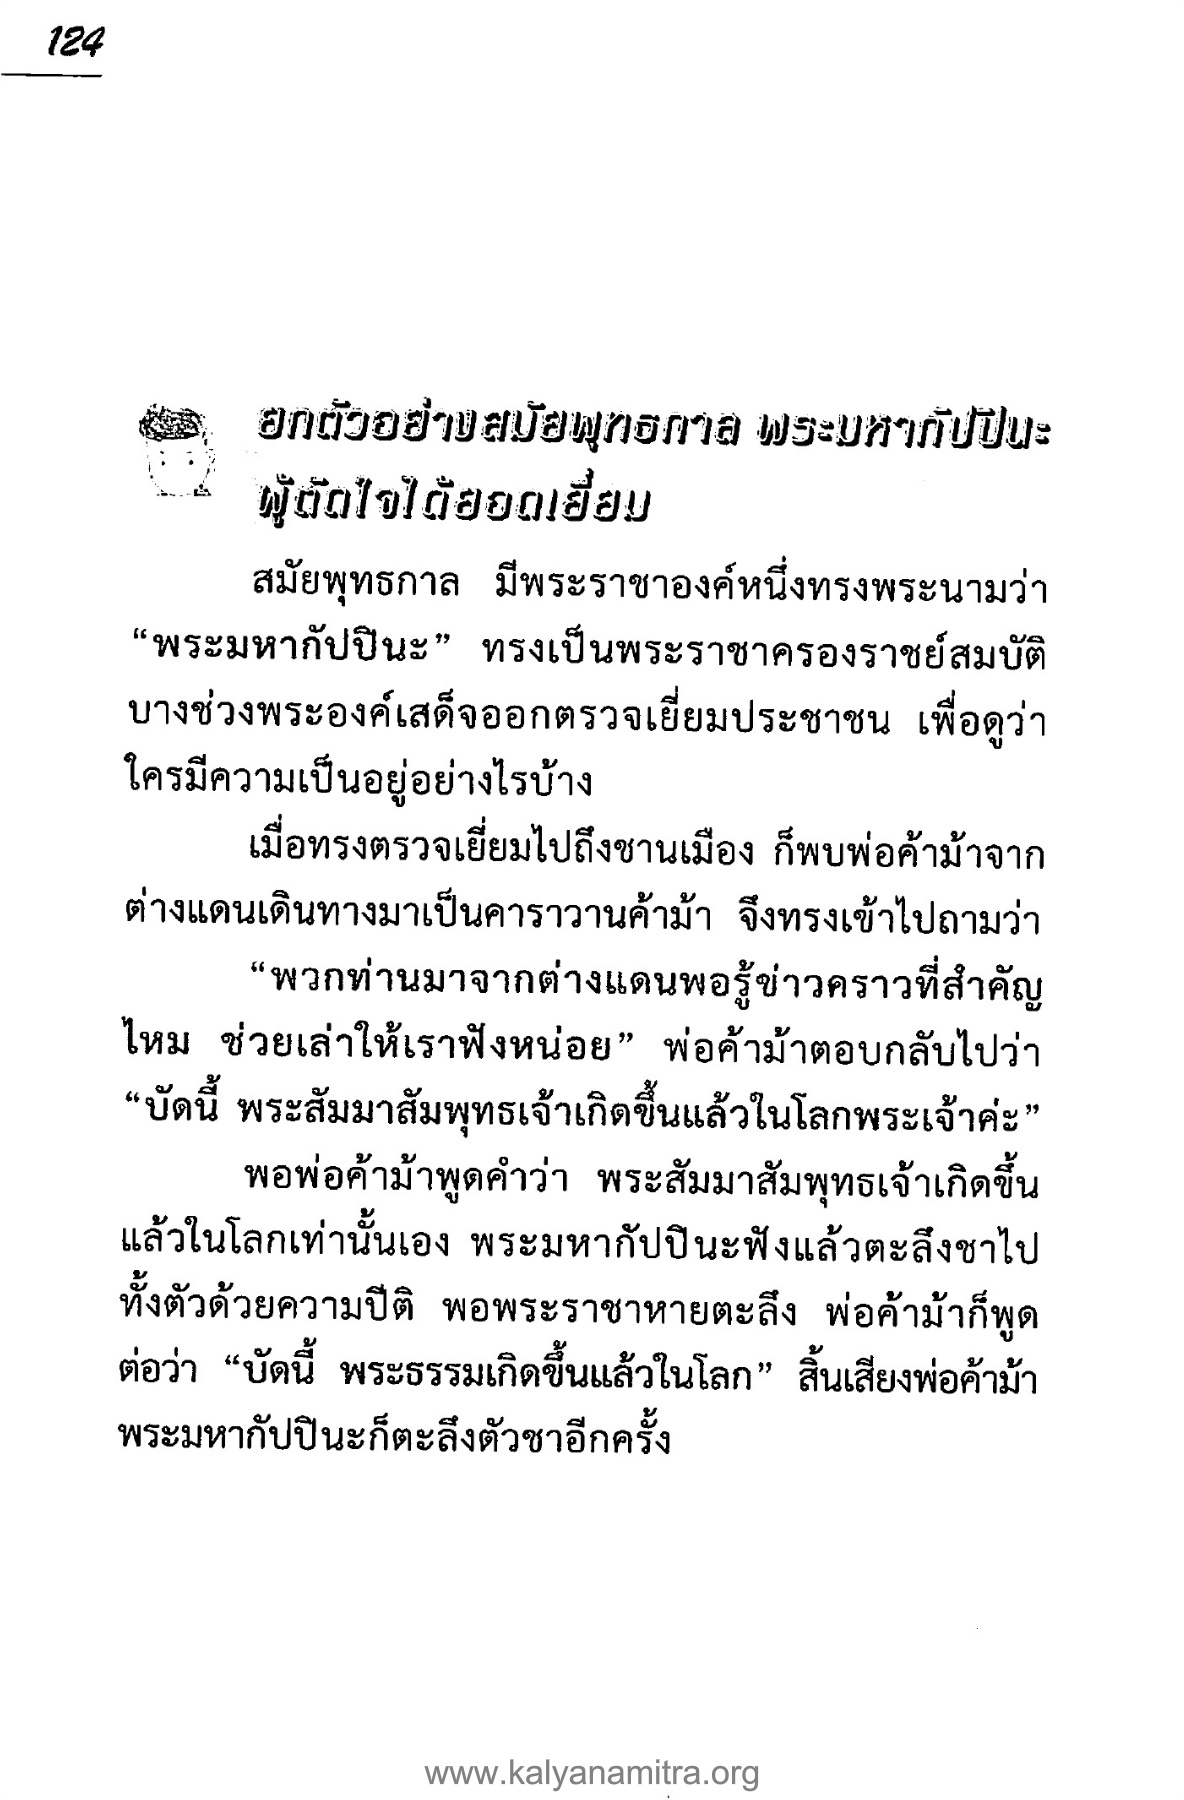 124
ยกตัวอย่างสมัยพุทธกาล พระมหากัปปินะ
ผู้ตัดใจได้ยอดเยี่ยม
สมัยพุทธกาล มีพระราชาองค์หนึ่งทรงพระนามว่า
“พระมหากัปปินะ” ทรงเป็นพระราชาครองราชย์สมบัติ
บางช่วงพระองค์เสด็จออกตรวจเยี่ยมประชาชน เพื่อดูว่า
ใครมีความเป็นอยู่อย่างไรบ้าง
เมื่อทรงตรวจเยี่ยมไปถึงชานเมือง ก็พบพ่อค้าม้าจาก
ต่างแดนเดินทางมาเป็นคาราวานค้าม้า จึงทรงเข้าไปถามว่า
“พวกท่านมาจากต่างแดนพอรู้ข่าวคราวที่สำคัญ
ไหม ช่วยเล่าให้เราฟังหน่อย” พ่อค้าม้าตอบกลับไปว่า
“บัดนี้ พระสัมมาสัมพุทธเจ้าเกิดขึ้นแล้วในโลกพระเจ้าค่ะ”
พอพ่อค้าม้าพูดคำว่า พระสัมมาสัมพุทธเจ้าเกิดขึ้น
แล้วในโลกเท่านั้นเอง พระมหากัปปินะฟังแล้วตะลึงชาไป
ทั้งตัวด้วยความปีติ พอพระราชาหายตะลึง พ่อค้าม้าก็พูด
ต่อว่า “บัดนี้ พระธรรมเกิดขึ้นแล้วในโลก” สิ้นเสียงพ่อค้าม้า
พระมหากัปปินะก็ตะลึงตัวชาอีกครั้ง
www.kalyanamitra.org